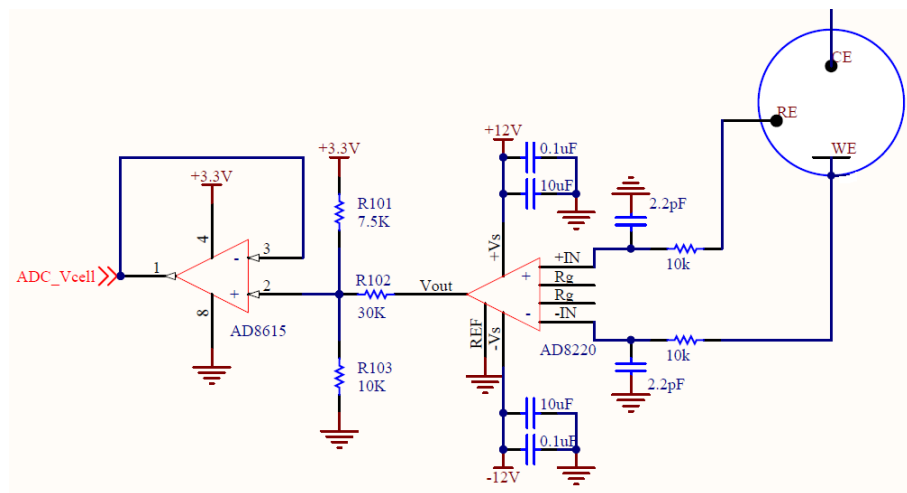 CE
RE
WE
+12V
0.1uF
10uF
2.2pF
10k
+3.3V
+3.3V
R101
7.5K
4
3
-
1
ADC_Vcell
+
2
8
AD8615
R102
30K
Vout
+Vs
+
+IN
Rg
Rg
-
-IN
REF
-Vs
AD8220
10k
2.2pF
R103
10K
10uF
0.1uF
-12V